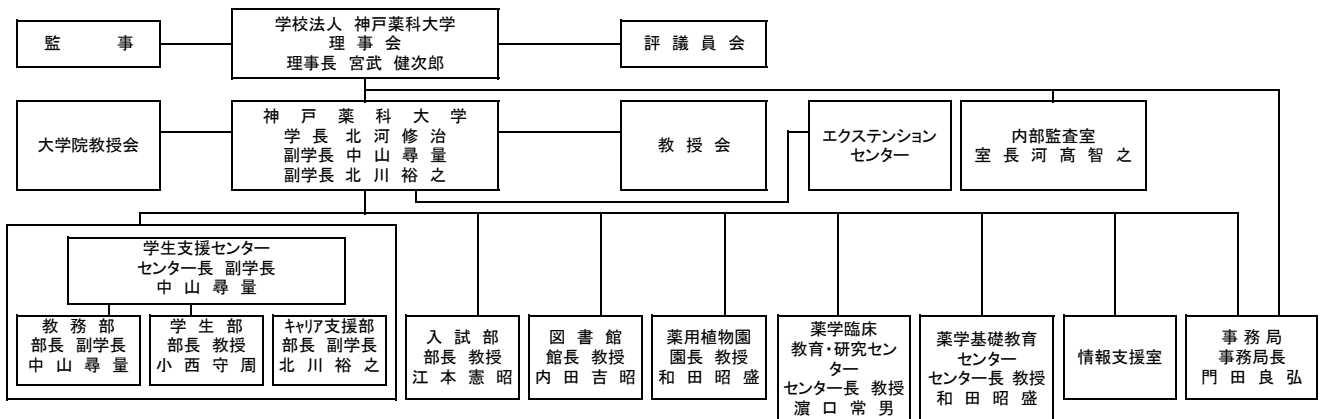 監 事
学校法人 神戸薬科大学
理 事 会
理事長 宮武 健次郎
評 議 員 会
大学院教授会
神 戸 薬 科 大 学
学 長 北 河 修 治
副学長 中 山 尋 量
副学長 北 川 裕 之
教 授 会
エクステンション
センター
内部監査室
室 長 河 髙 智 之
学生支援センター
センター長 副学長
中 山 尋 量
教 務 部
部長 副学長
中 山 尋 量
学 生 部
部長 教授
小 西 守 周
キャリア支援部
部長 副学長
北 川 裕 之
入 試 部
部長 教授
江 本 憲 昭
図 書 館
館長 教授
内 田 吉 昭
薬用植物園
園長 教授
和 田 昭 盛
薬学臨床
教育・研究セン
ター
センター長 教授
濵 口 常 男
薬学基礎教育
センター
センター長 教授
和 田 昭 盛
情報支援室
事 務 局
事務局長
門 田 良 弘